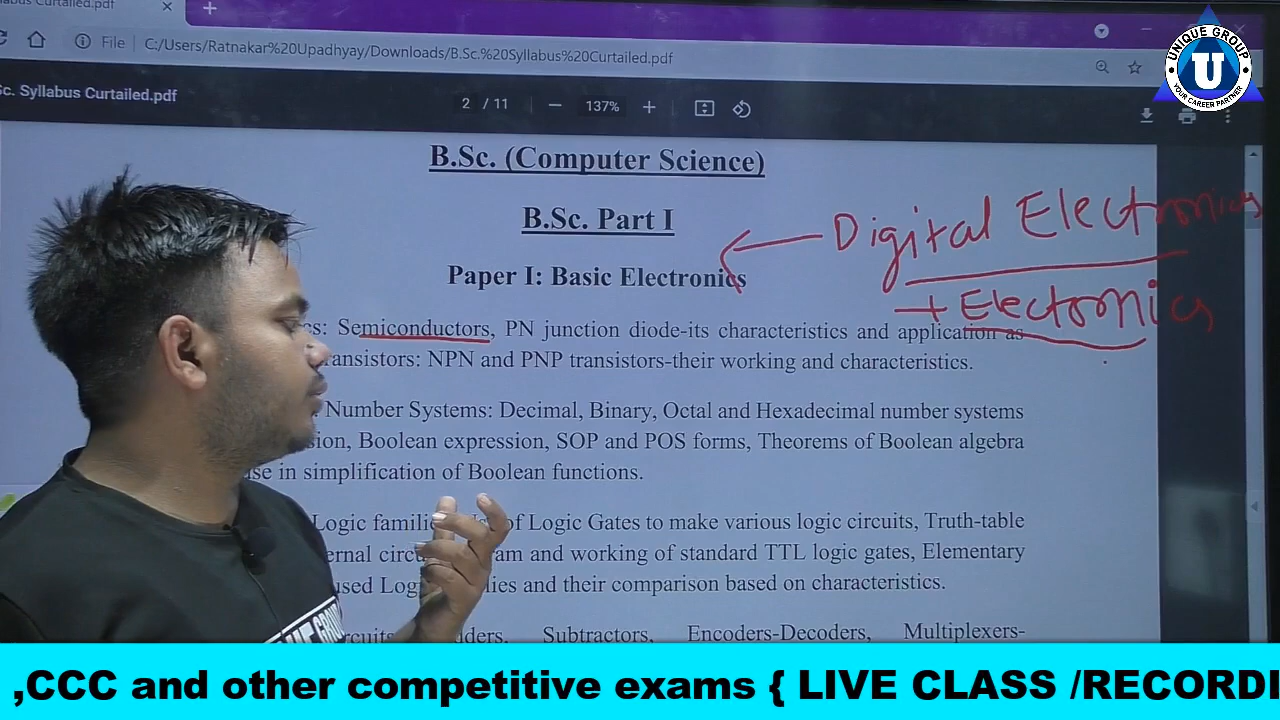 abus Curtailed.pdf
File C:/Users/Ratnakar%20Upadhyay/Downloads/B.Sc.%20Syllabus%20Curtailed.pdf
UNIQUE GROUP
U
YOUR CAREER PARTNER
Sc. Syllabus Curtailed.pdf
2 / 11 137%
B.Sc. (Computer Science)
B.Sc. Part I
Digital Electronics
Paper I: Basic Electronics
+ Electronics
cs: Semiconductors, PN junction diode-its characteristics and application as
ransistors: NPN and PNP transistors-their working and characteristics.
Number Systems: Decimal, Binary, Octal and Hexadecimal number systems
sion, Boolean expression, SOP and POS forms, Theorems of Boolean algebra
use in simplification of Boolean functions.
Logic famili of Logic Gates to make various logic circuits, Truth-table
ernal circu am and working of standard TTL logic gates, Elementary
used Log lies and their comparison based on characteristics.
rcuits dders, Subtractors, Encoders-Decoders, Multiplexers-
,CCC and other competitive exams { LIVE CLASS /RECORDI